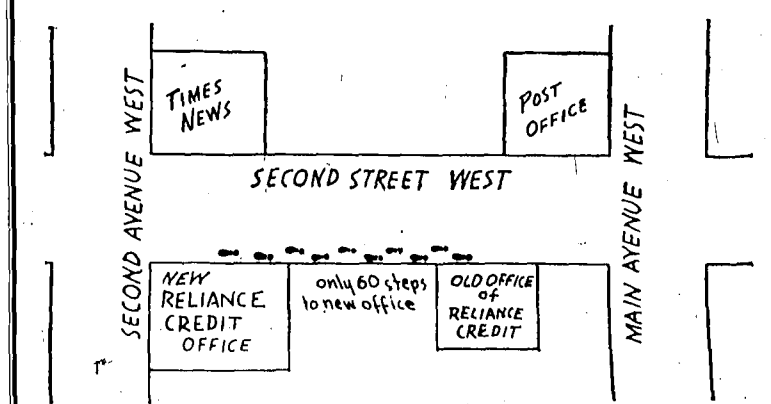 TIMES
NEWS
POST
OFFICE
SECOND AVENUE WEST
SECOND STREET WEST
MAIN AVENUE WEST
NEW
RELIANCE
CREDIT
OFFICE
only 60 steps
to new office
OLD OFFICE
of
RELIANCE
CREDIT